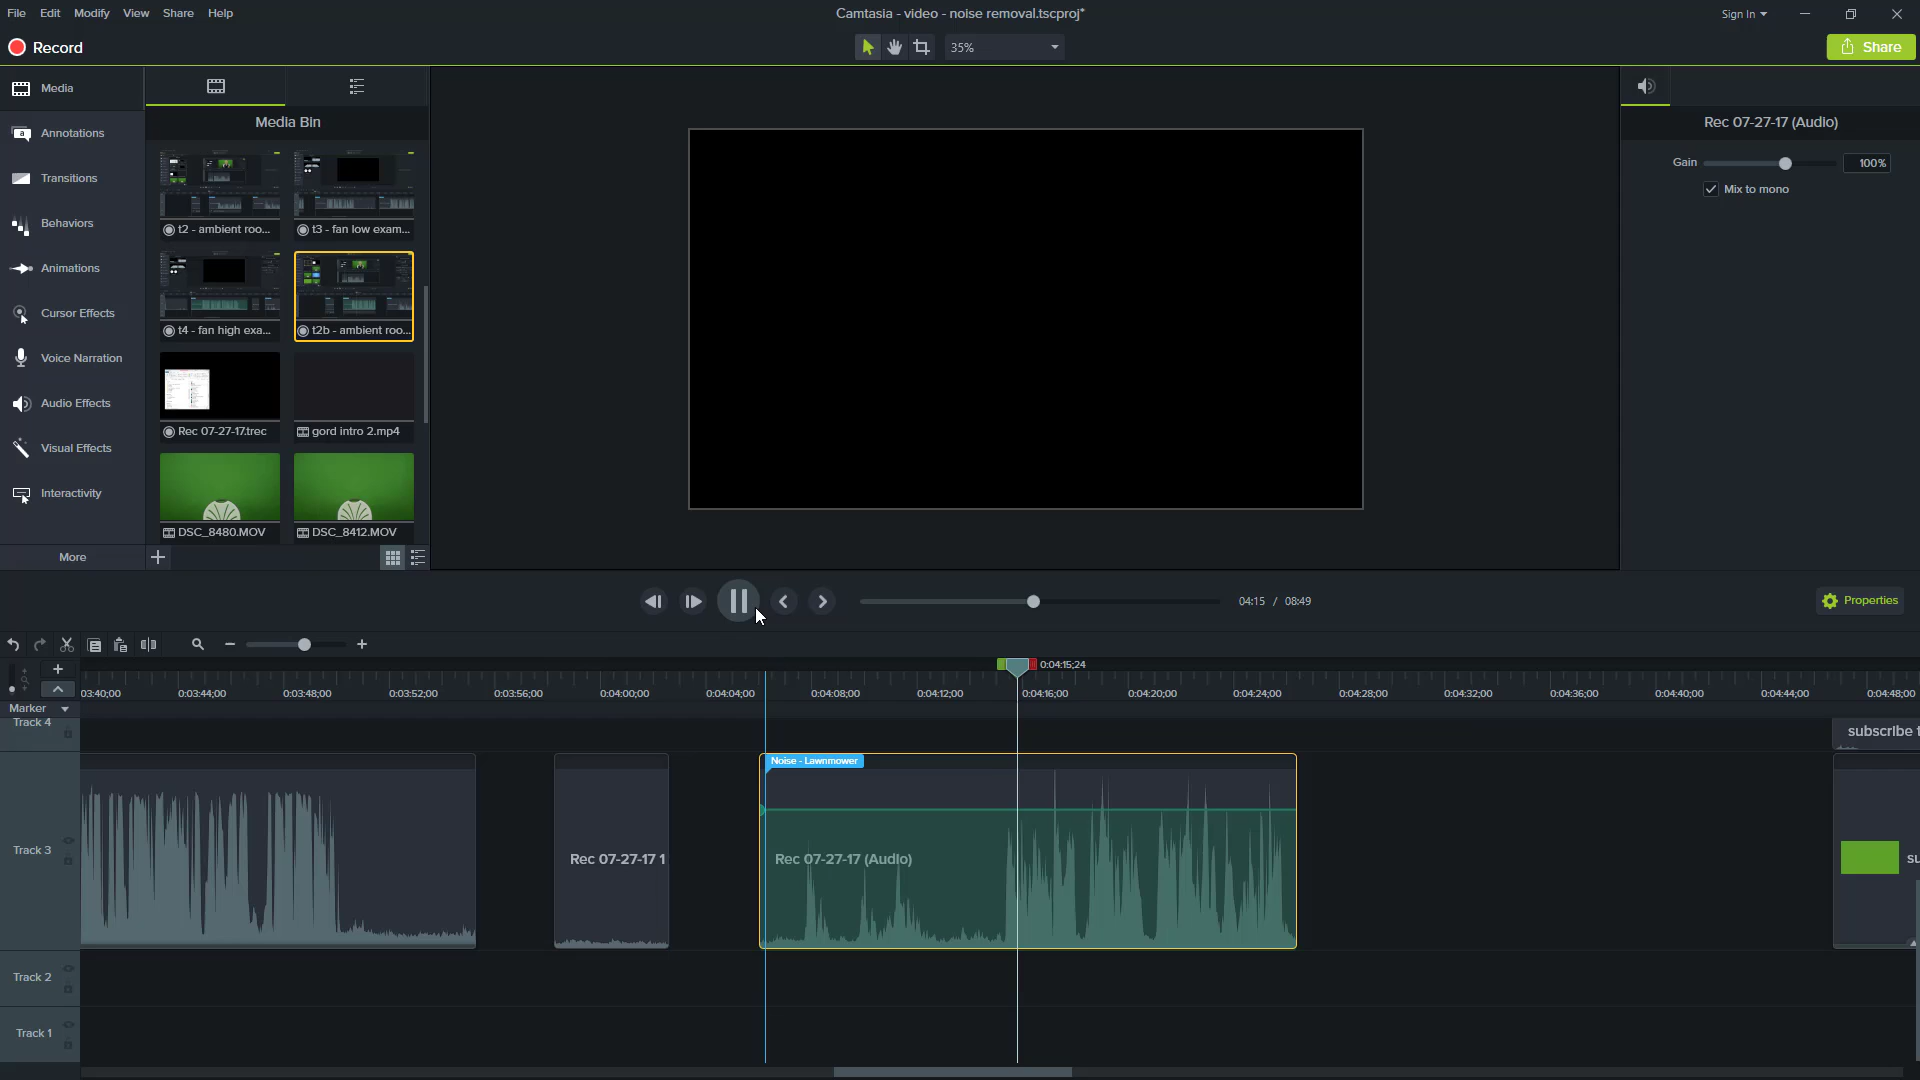 File Edit Modify View Share Help
Camtasia - video - noise removal.tscproj*
Sign In
Record
35%
Share
Media
Annotations
Transitions
Behaviors
Animations
Cursor Effects
Voice Narration
Audio Effects
Visual Effects
Interactivity
More
Media Bin
t2 - ambient roo...
t3 - fan low exam...
t4 - fan high exa...
t2b - ambient roo...
Rec 07-27-17.trec
gord intro 2.mp4
DSC_8480.MOV
DSC_8412.MOV
Rec 07-27-17 (Audio)
Gain 100%
Mix to mono
04:15 / 08:49
Properties
0:04:15;24
03:40;00 0:03:44;00 0:03:48;00 0:03:52;00 0:03:56;00 0:04:00;00 0:04:04;00 0:04:08;00 0:04:12;00 0:04:16;00 0:04:20;00 0:04:24;00 0:04:28;00 0:04:32;00 0:04:36;00 0:04:40;00 0:04:44;00 0:04:48;00
Marker
Track 4
subscribe t
Noise - Lawnmower
Track 3
Rec 07-27-17 1
Rec 07-27-17 (Audio)
su
Track 2
Track 1